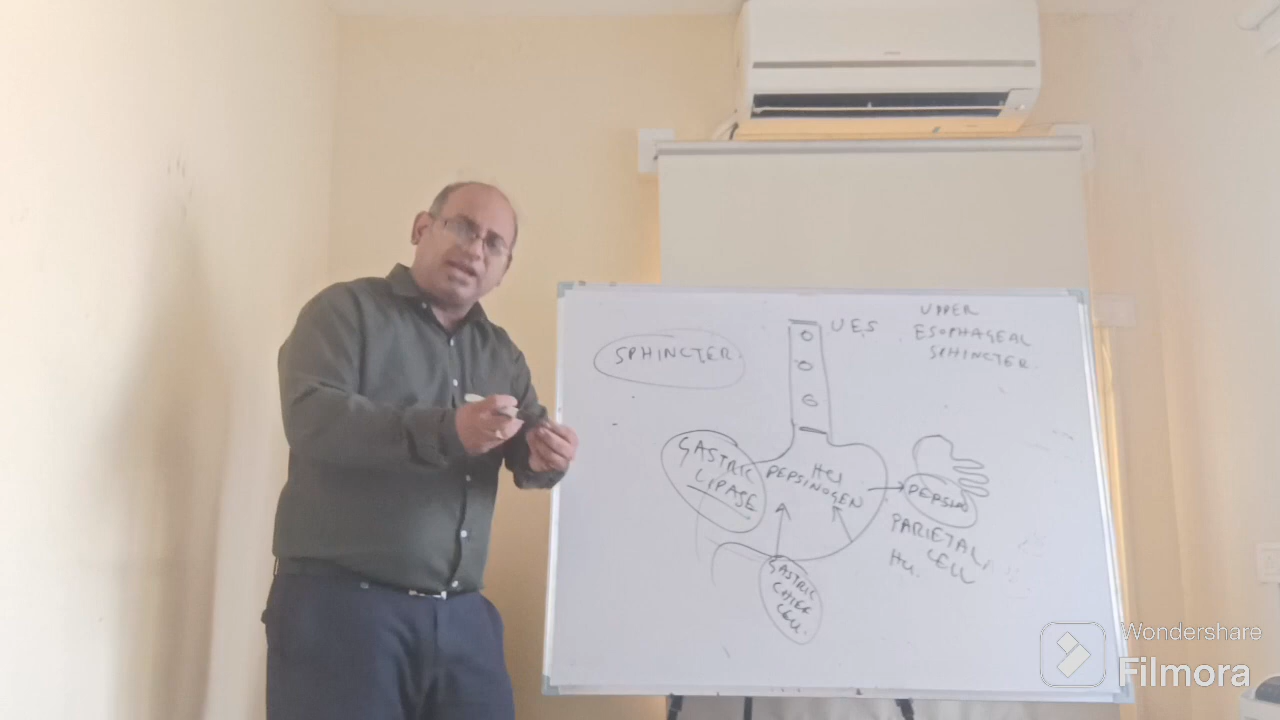 UES
UPPER
ESOPHAGEAL
SPHINCTER.
SPHINCTER.
GASTRIC
LIPASE
HCl
PEPSINOGEN
PEPSIN
PARIETAL
CELL
HCl.
GASTRIC
CHIEF
CELL.
Wondershare
Filmora